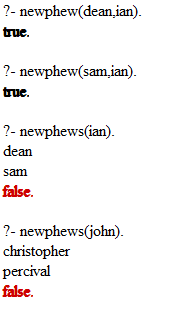 ?- newphew(dean,ian).
true.
?- newphew(sam,ian).
true.
?- newphews(ian).
dean
sam
false.
?- newphews(john).
christopher
percival
false.